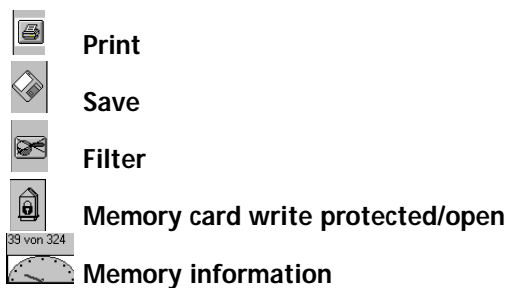 Print
Save
Filter
Memory card write protected/open
39 von 324
Memory information